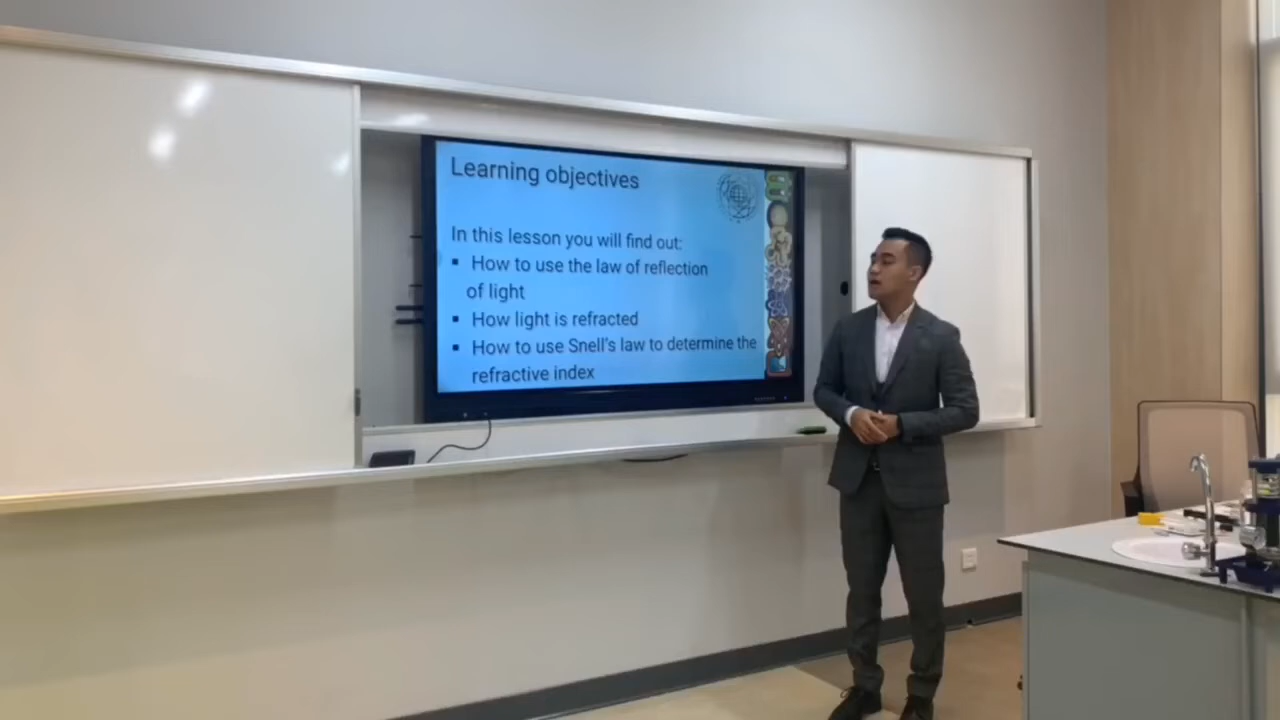 Learning objectives
In this lesson you will find out:
▪ How to use the law of reflection
of light
▪ How light is refracted
▪ How to use Snell's law to determine the
refractive index